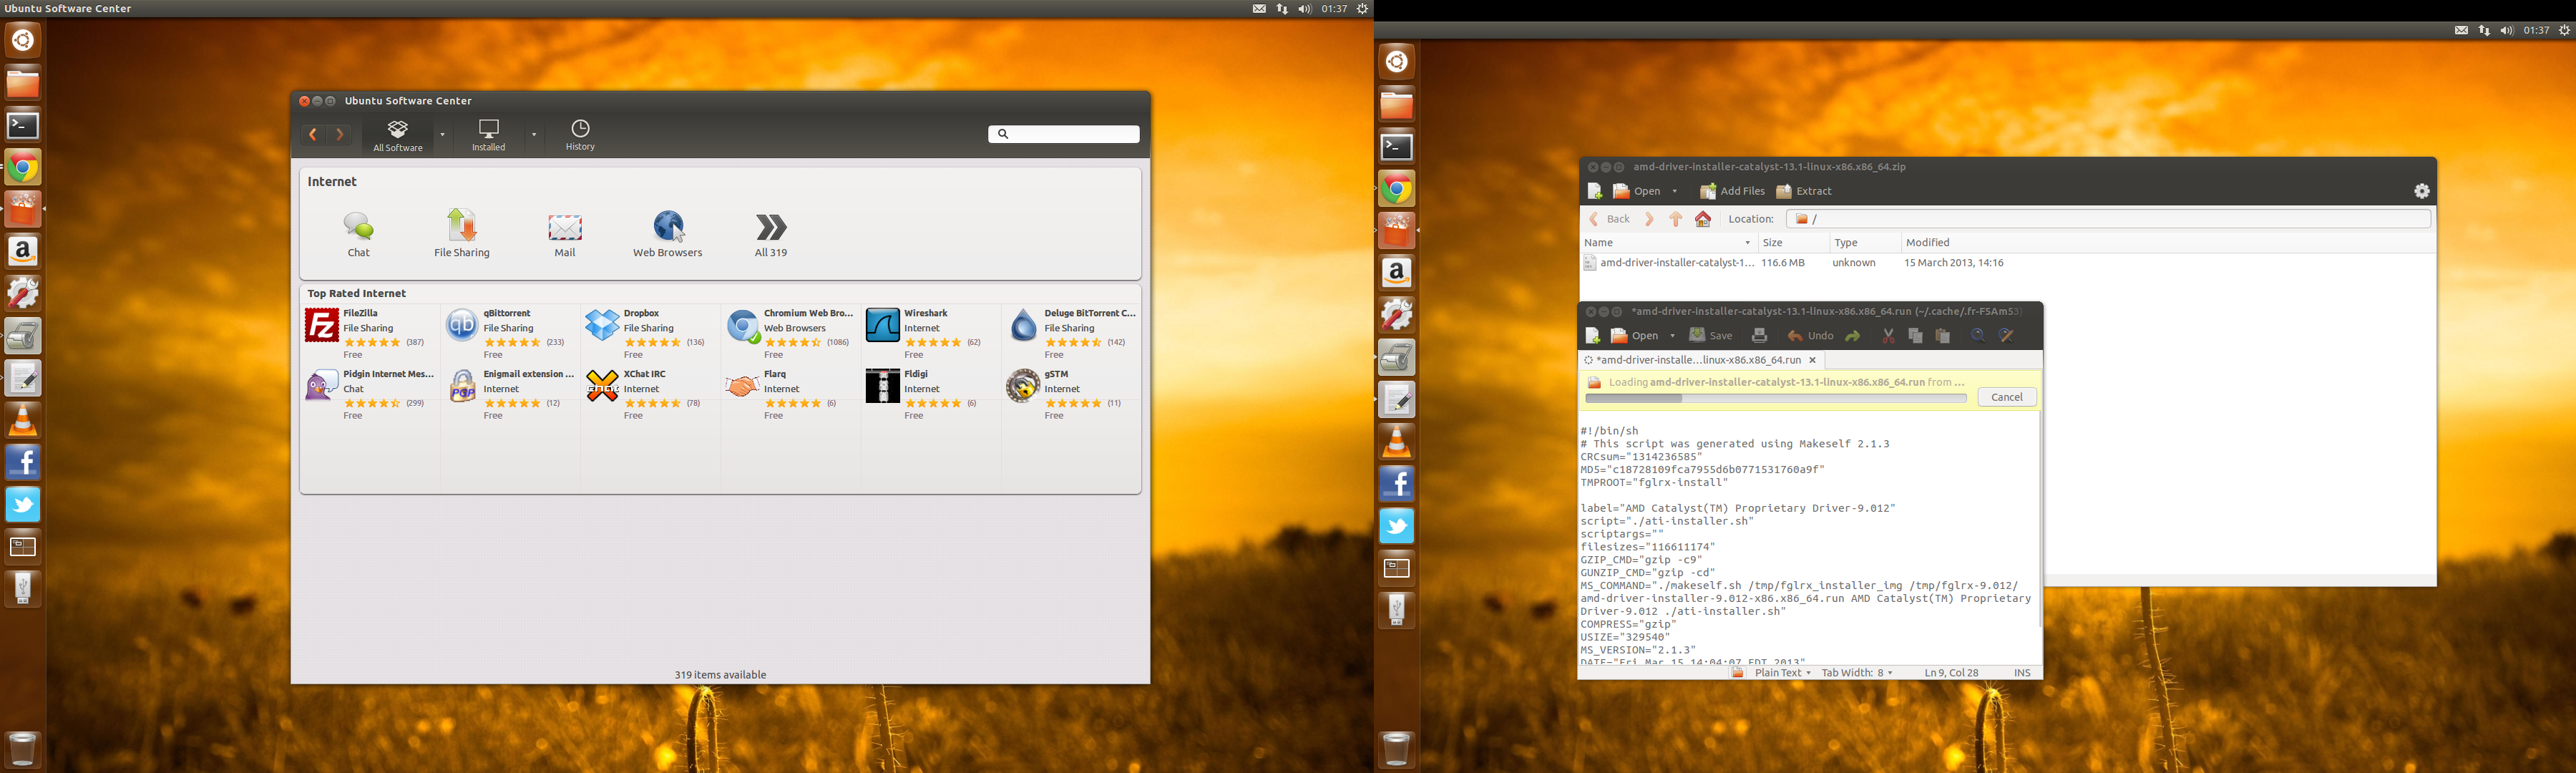 Ubuntu Software Center
01:37
Ubuntu Software Center
All Software
Installed
History
Internet
Chat
File Sharing
Mail
Web Browsers
All 319
Top Rated Internet
FileZilla
File Sharing
(387)
Free
qBittorrent
File Sharing
(233)
Free
Dropbox
File Sharing
(136)
Free
Chromium Web Bro...
Web Browsers
(1086)
Free
Wireshark
Internet
(62)
Free
Deluge BitTorrent C...
File Sharing
(142)
Free
Pidgin Internet Mes...
Chat
(299)
Free
Enigmail extension ...
Internet
(12)
Free
XChat IRC
Internet
(78)
Free
Flarq
Internet
(6)
Free
Fldigi
Internet
(6)
Free
gSTM
Internet
(11)
Free
319 items available
01:37
amd-driver-installer-catalyst-13.1-linux-x86.x86_64.zip
Open
Add Files
Extract
Back
Location:
/
Name
Size
Type
Modified
amd-driver-installer-catalyst-1...
116.6 MB
unknown
15 March 2013, 14:16
*amd-driver-installer-catalyst-13.1-linux-x86.x86_64.run (~/.cache/.fr-FSAm53)
Open
Save
Undo
*amd-driver-installe...linux-x86.x86_64.run
Loading amd-driver-installer-catalyst-13.1-linux-x86.x86_64.run from ...
Cancel
#!/bin/sh
# This script was generated using Makeself 2.1.3
CRCsum="1314236585"
MD5="c18728109fca7955d6b0771531760a9f"
TMPROOT="fglrx-install"
label="AMD Catalyst(TM) Proprietary Driver-9.012"
script="./ati-installer.sh"
scriptargs=""
filesizes="116611174"
GZIP_CMD="gzip -c9"
GUNZIP_CMD="gzip -cd"
MS_COMMAND="./makeself.sh /tmp/fglrx_installer_img /tmp/fglrx-9.012/
amd-driver-installer-9.012-x86.x86_64.run AMD Catalyst(TM) Proprietary
Driver-9.012 ./ati-installer.sh"
COMPRESS="gzip"
USIZE="329540"
MS_VERSION="2.1.3"
DATE="Fri Mar 15 14:04:07 EDT 2013"
Plain Text
Tab Width: 8
Ln 9, Col 28
INS